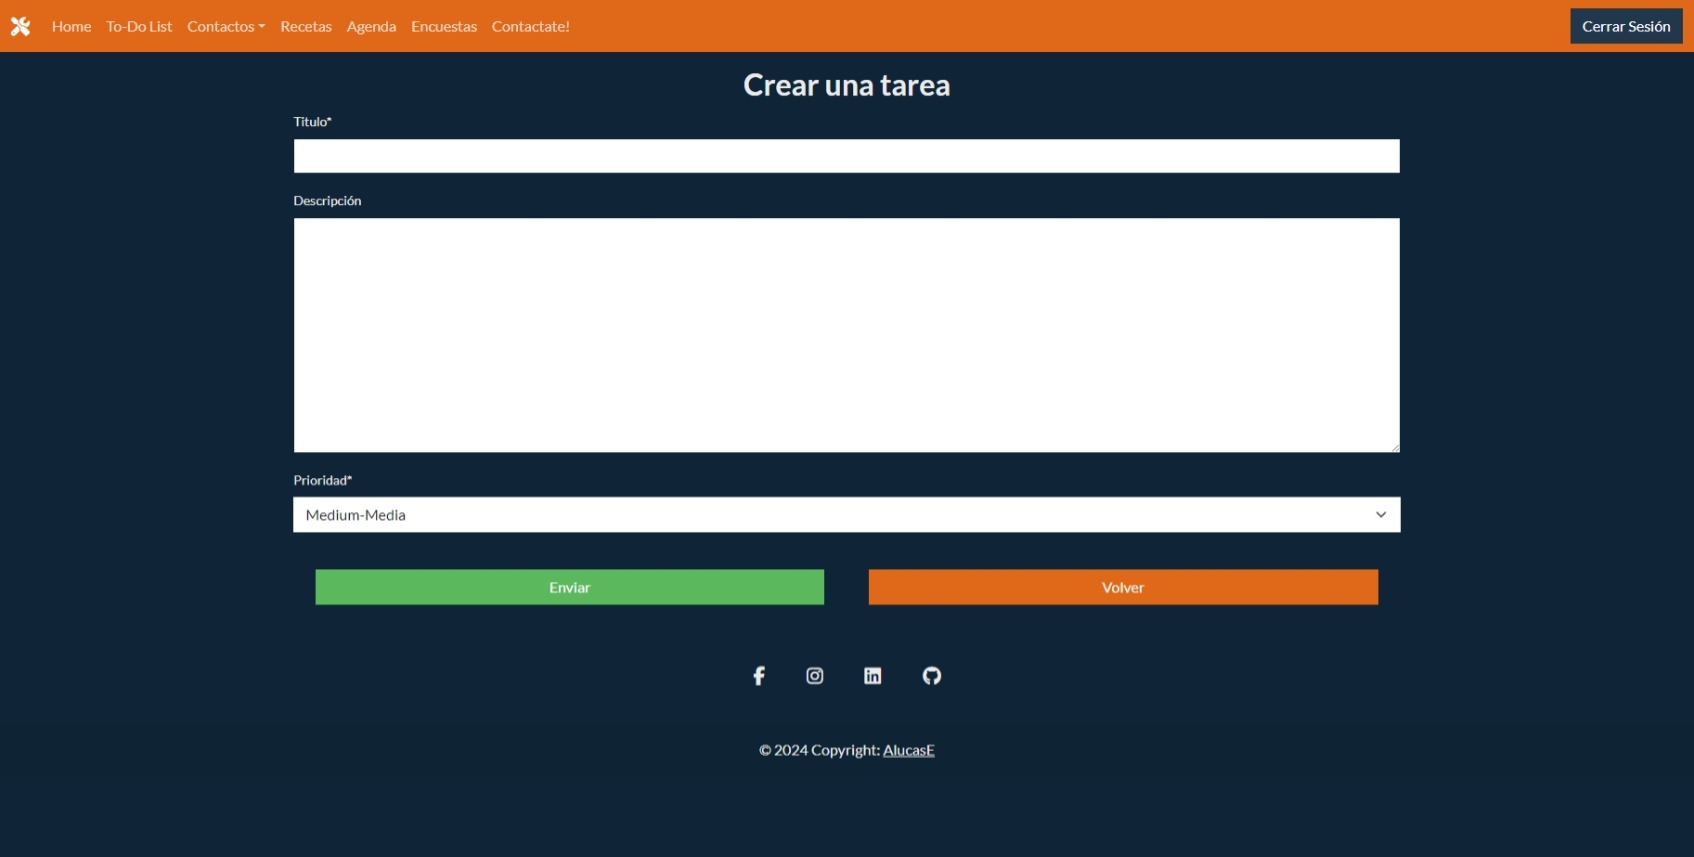 Home To-Do List Contactos Recetas Agenda Encuestas Contactate! Cerrar Sesión
Crear una tarea
Titulo*
Descripción
Prioridad*
Medium-Media
Enviar Volver
© 2024 Copyright: AlucasE